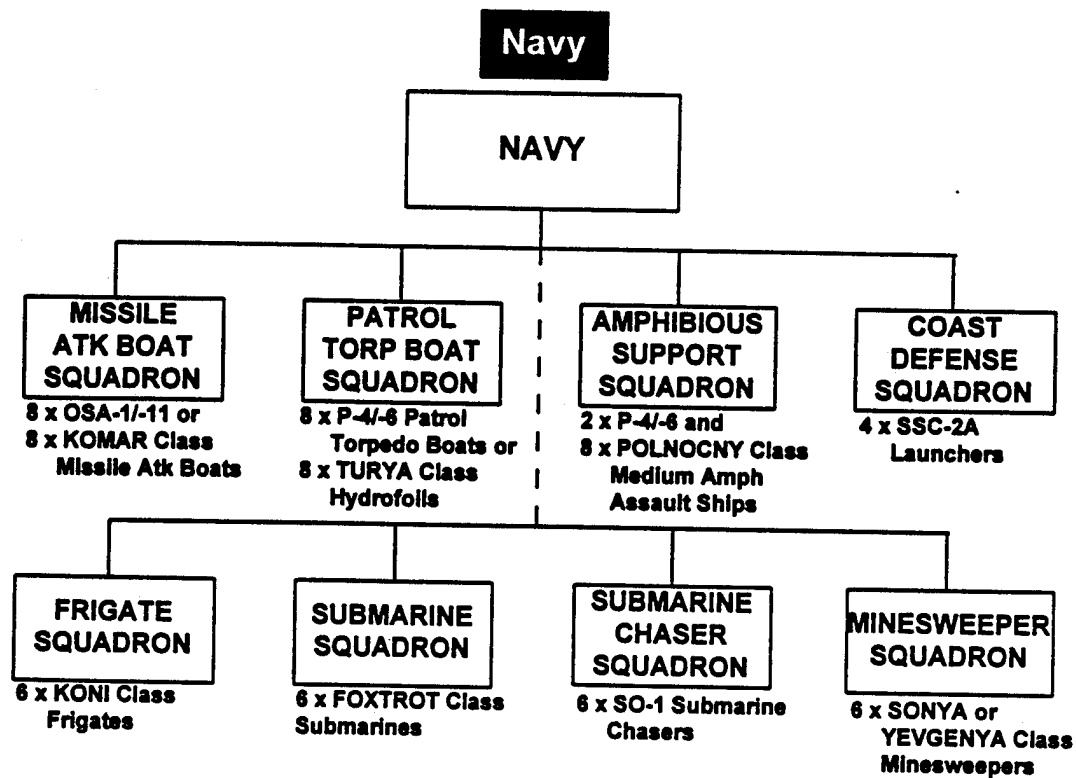 Navy
NAVY
MISSILE
ATK BOAT
SQUADRON
8 x OSA-1/-11 or
8 x KOMAR Class
Missile Atk Boats
PATROL
TORP BOAT
SQUADRON
8 x P-4/-6 Patrol
Torpedo Boats or
8 x TURYA Class
Hydrofoils
AMPHIBIOUS
SUPPORT
SQUADRON
2 x P-4/-6 and
8 x POLNOCNY Class
Medium Amph
Assault Ships
COAST
DEFENSE
SQUADRON
4 x SSC-2A
Launchers
FRIGATE
SQUADRON
6 x KONI Class
Frigates
SUBMARINE
SQUADRON
6 x FOXTROT Class
Submarines
SUBMARINE
CHASER
SQUADRON
6 x SO-1 Submarine
Chasers
MINESWEEPER
SQUADRON
6 x SONYA or
YEVGENYA Class
Minesweepers